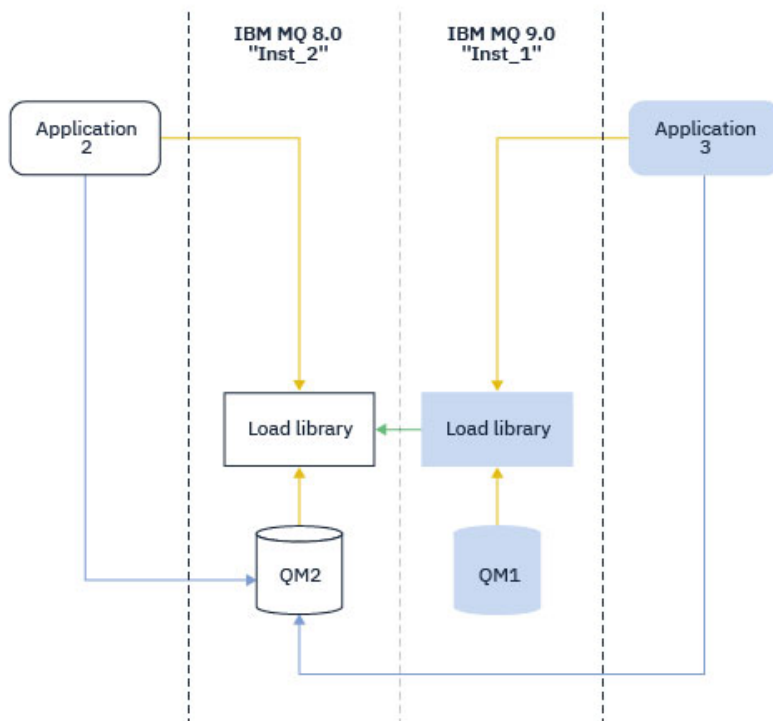 IBM MQ 8.0
"Inst_2"
IBM MQ 9.0
"Inst_1"
Application
2
Application
3
Load library
Load library
QM2
QM1